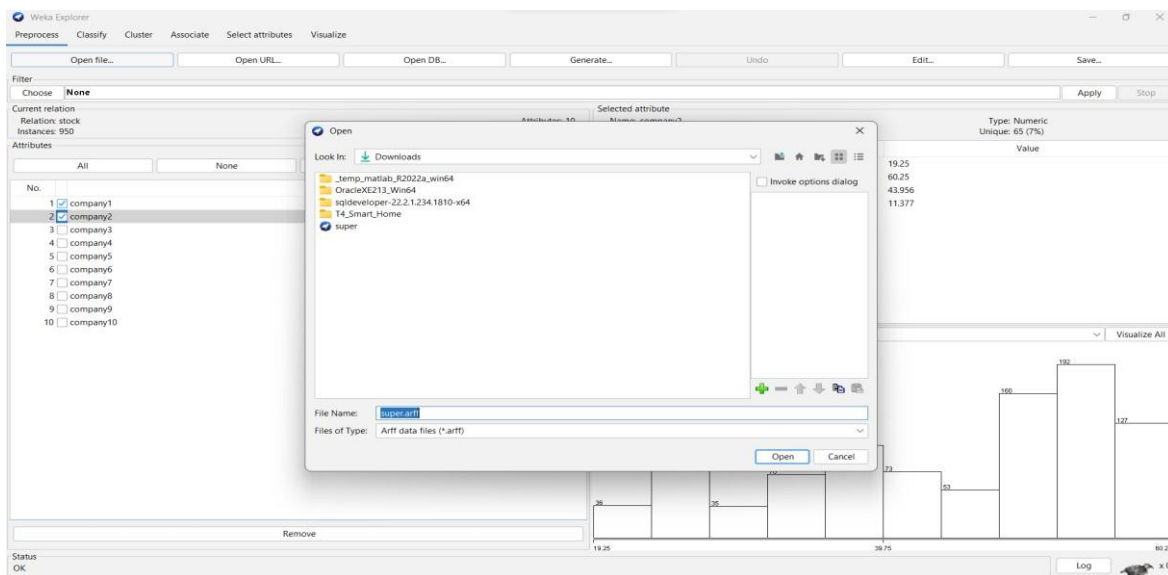 Weka Explorer
Preprocess Classify Cluster Associate Select attributes Visualize
Open file... Open URL... Open DB... Generate... Undo Edit... Save...
Filter
Choose None Apply Stop
Current relation
Relation: stock
Instances: 950
Selected attribute
Type: Numeric
Unique: 65 (7%)
Attributes
All None
Value
19.25
60.25
43.956
11.377
No.
1 company1
2 company2
3 company3
4 company4
5 company5
6 company6
7 company7
8 company8
9 company9
10 company10
Open
Look In: Downloads
_temp_matlab_R2022a_win64
OracleXE213_Win64
sqldeveloper-22.2.1.234.1810-x64
T4_Smart_Home
super
Invoke options dialog
File Name: super.arff
Files of Type: Arff data files (*.arff)
Open Cancel
Visualize All
192
160
127
73
53
35
19.25 39.75
Remove
Status
OK
Log